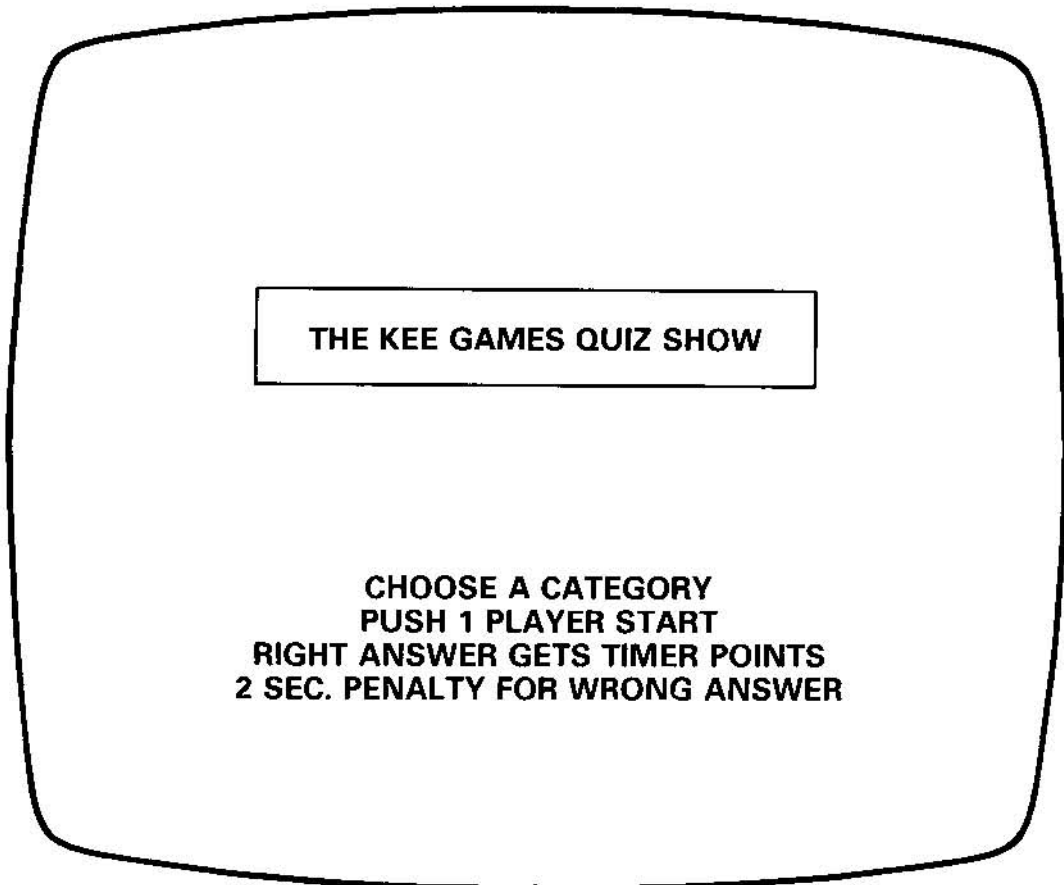 THE KEE GAMES QUIZ SHOW
CHOOSE A CATEGORY
PUSH 1 PLAYER START
RIGHT ANSWER GETS TIMER POINTS
2 SEC. PENALTY FOR WRONG ANSWER